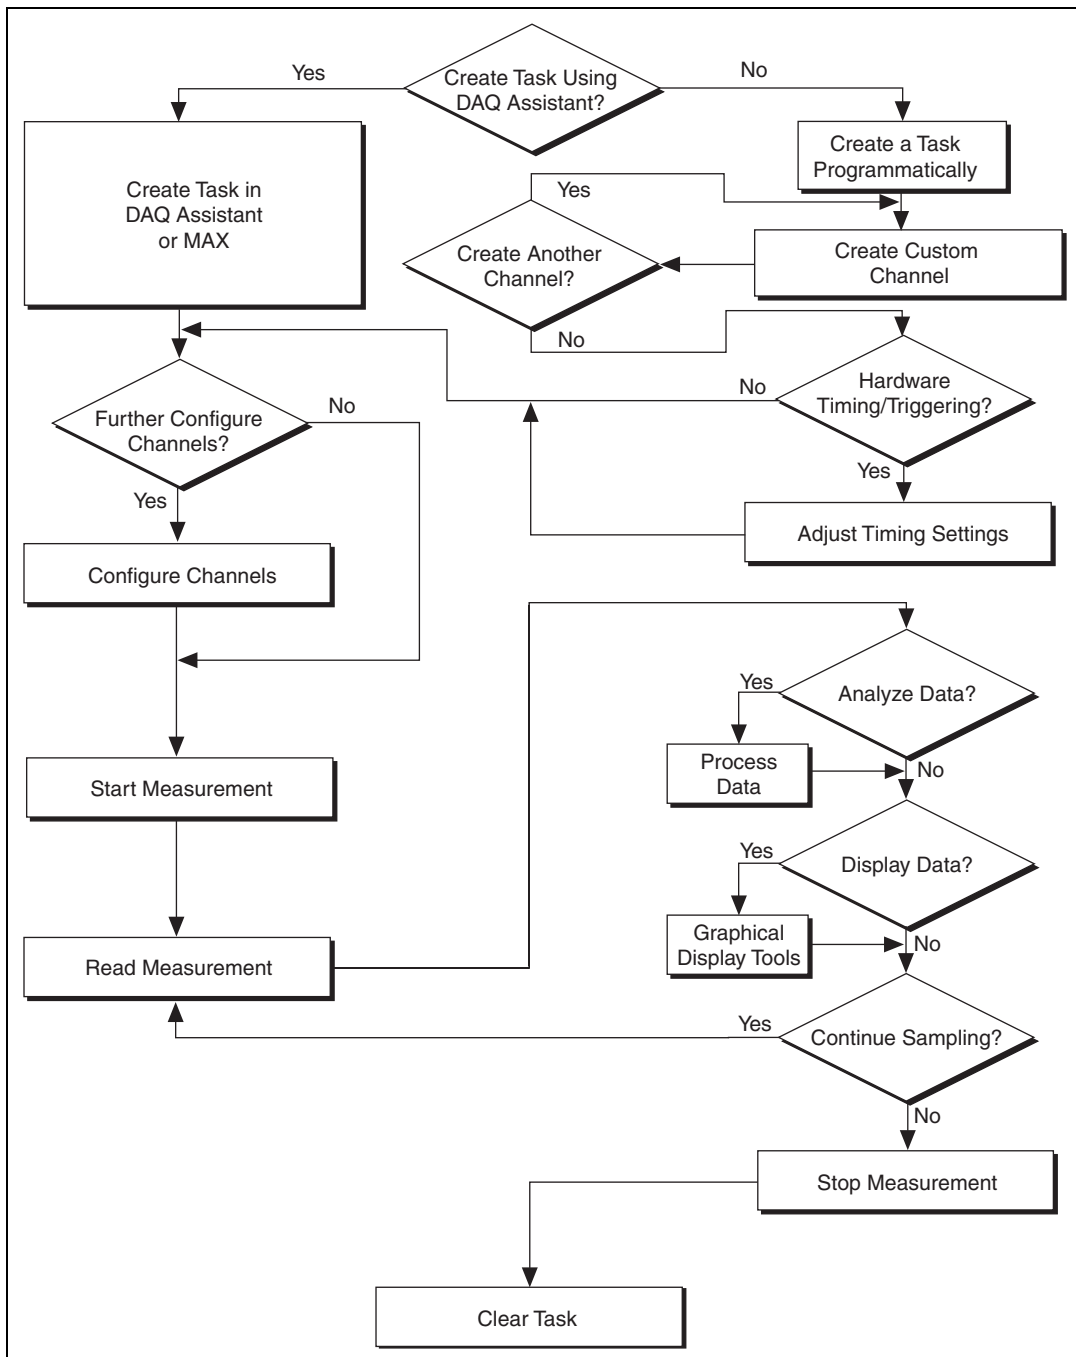 Create Task Using
DAQ Assistant?
Yes
No
Create Task in
DAQ Assistant
or MAX
Create a Task
Programmatically
Yes
Create Another
Channel?
Create Custom
Channel
No
Hardware
Timing/Triggering?
No
Yes
Adjust Timing Settings
Further Configure
Channels?
No
Yes
Configure Channels
Start Measurement
Read Measurement
Analyze Data?
Yes
Process
Data
No
Display Data?
Yes
Graphical
Display Tools
No
Continue Sampling?
Yes
No
Stop Measurement
Clear Task